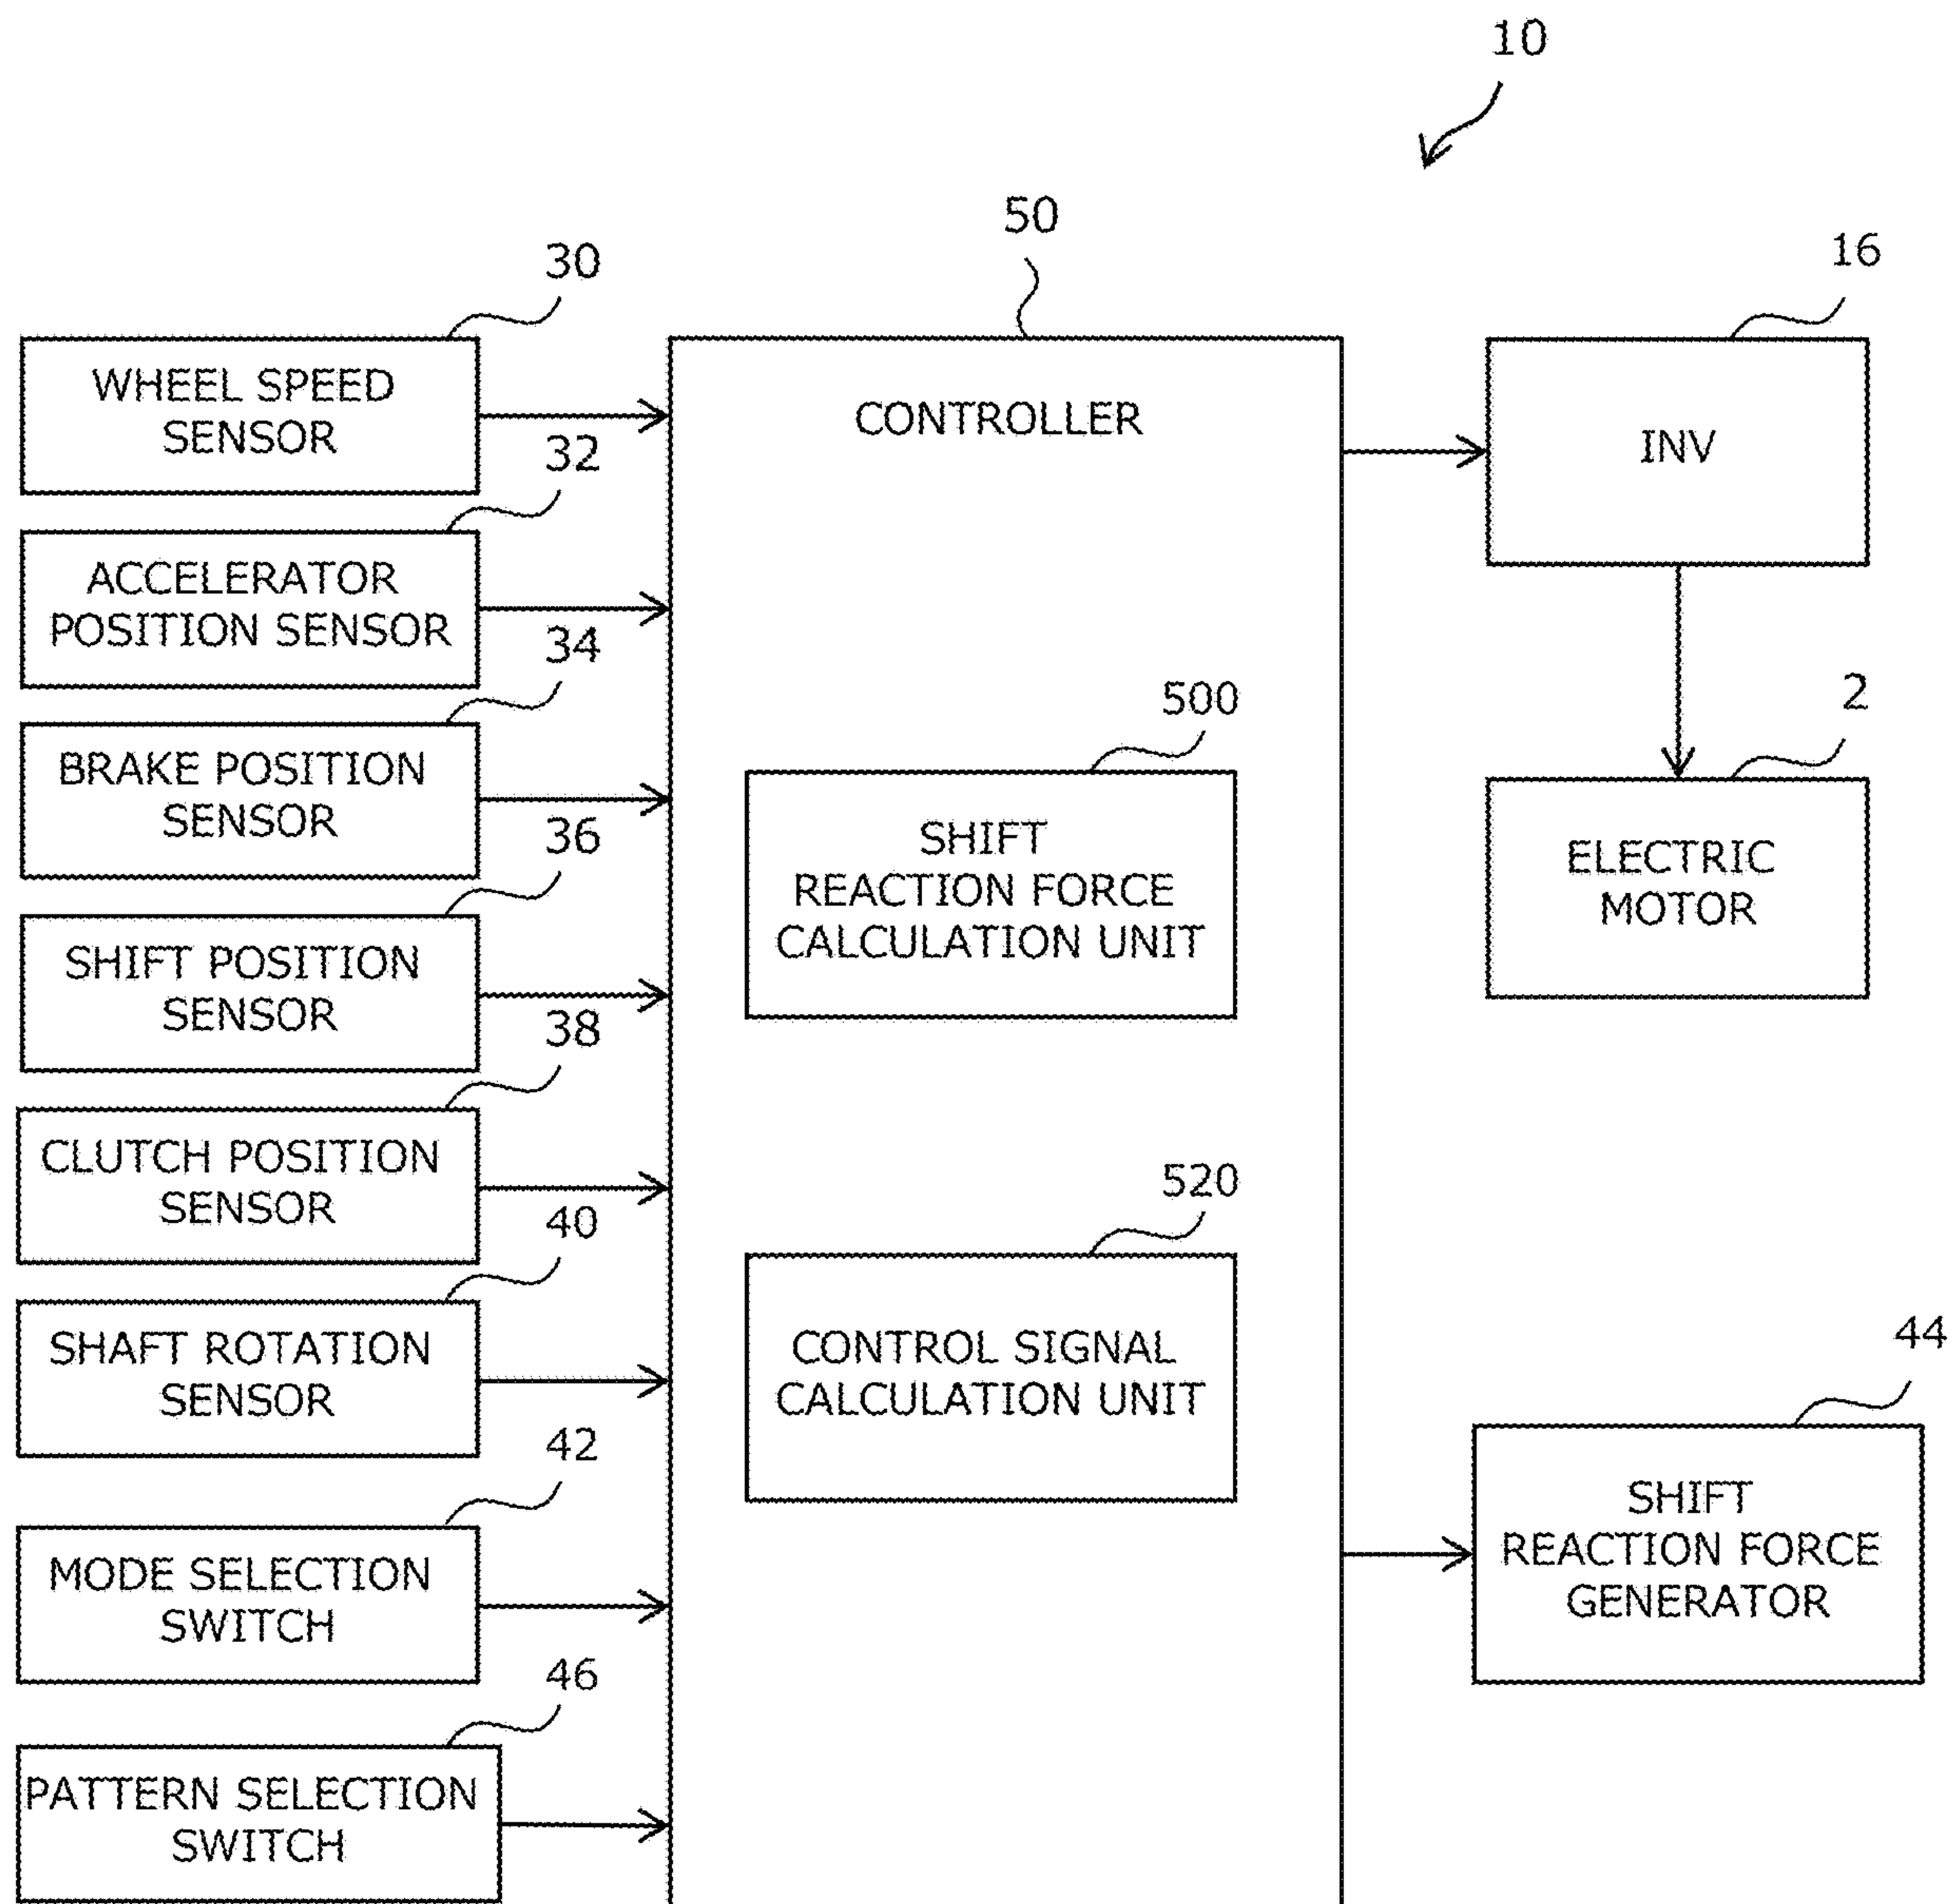 10
50
16
30
WHEEL SPEED
SENSOR
CONTROLLER
INV
32
ACCELERATOR
POSITION SENSOR
34
500
2
BRAKE POSITION
SENSOR
36
SHIFT
REACTION FORCE
CALCULATION UNIT
ELECTRIC
MOTOR
SHIFT POSITION
SENSOR
38
CLUTCH POSITION
SENSOR
40
520
SHAFT ROTATION
SENSOR
CONTROL SIGNAL
CALCULATION UNIT
44
42
MODE SELECTION
SWITCH
SHIFT
REACTION FORCE
GENERATOR
46
PATTERN SELECTION
SWITCH